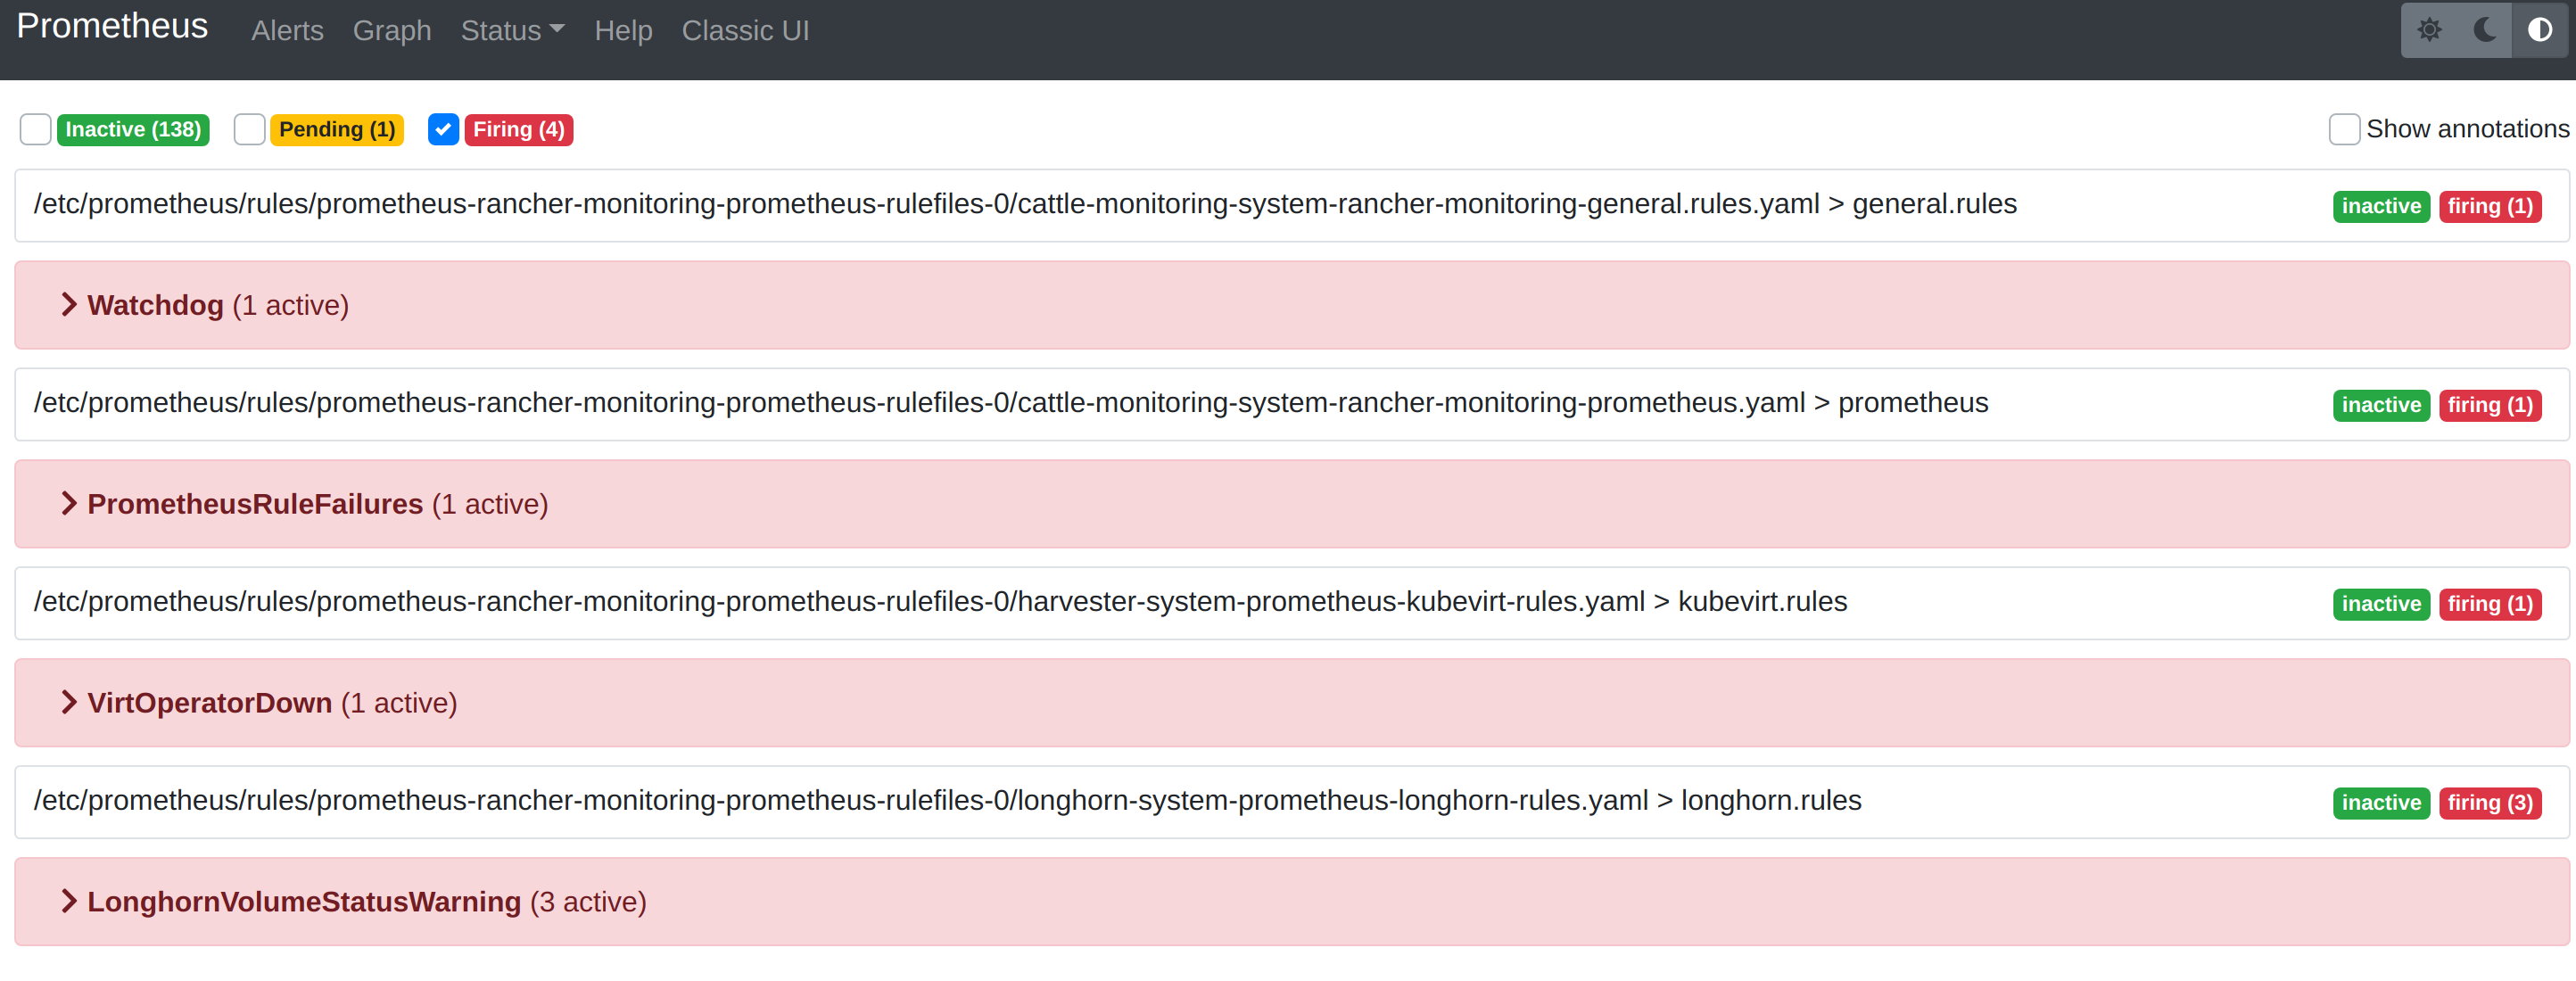 Prometheus Alerts Graph Status Help Classic UI
Inactive (138) Pending (1) Firing (4) Show annotations
/etc/prometheus/rules/prometheus-rancher-monitoring-prometheus-rulefiles-0/cattle-monitoring-system-rancher-monitoring-general.rules.yaml > general.rules inactive firing (1)
Watchdog (1 active)
/etc/prometheus/rules/prometheus-rancher-monitoring-prometheus-rulefiles-0/cattle-monitoring-system-rancher-monitoring-prometheus.yaml > prometheus inactive firing (1)
PrometheusRuleFailures (1 active)
/etc/prometheus/rules/prometheus-rancher-monitoring-prometheus-rulefiles-0/harvester-system-prometheus-kubevirt-rules.yaml > kubevirt.rules inactive firing (1)
VirtOperatorDown (1 active)
/etc/prometheus/rules/prometheus-rancher-monitoring-prometheus-rulefiles-0/longhorn-system-prometheus-longhorn-rules.yaml > longhorn.rules inactive firing (3)
LonghornVolumeStatusWarning (3 active)